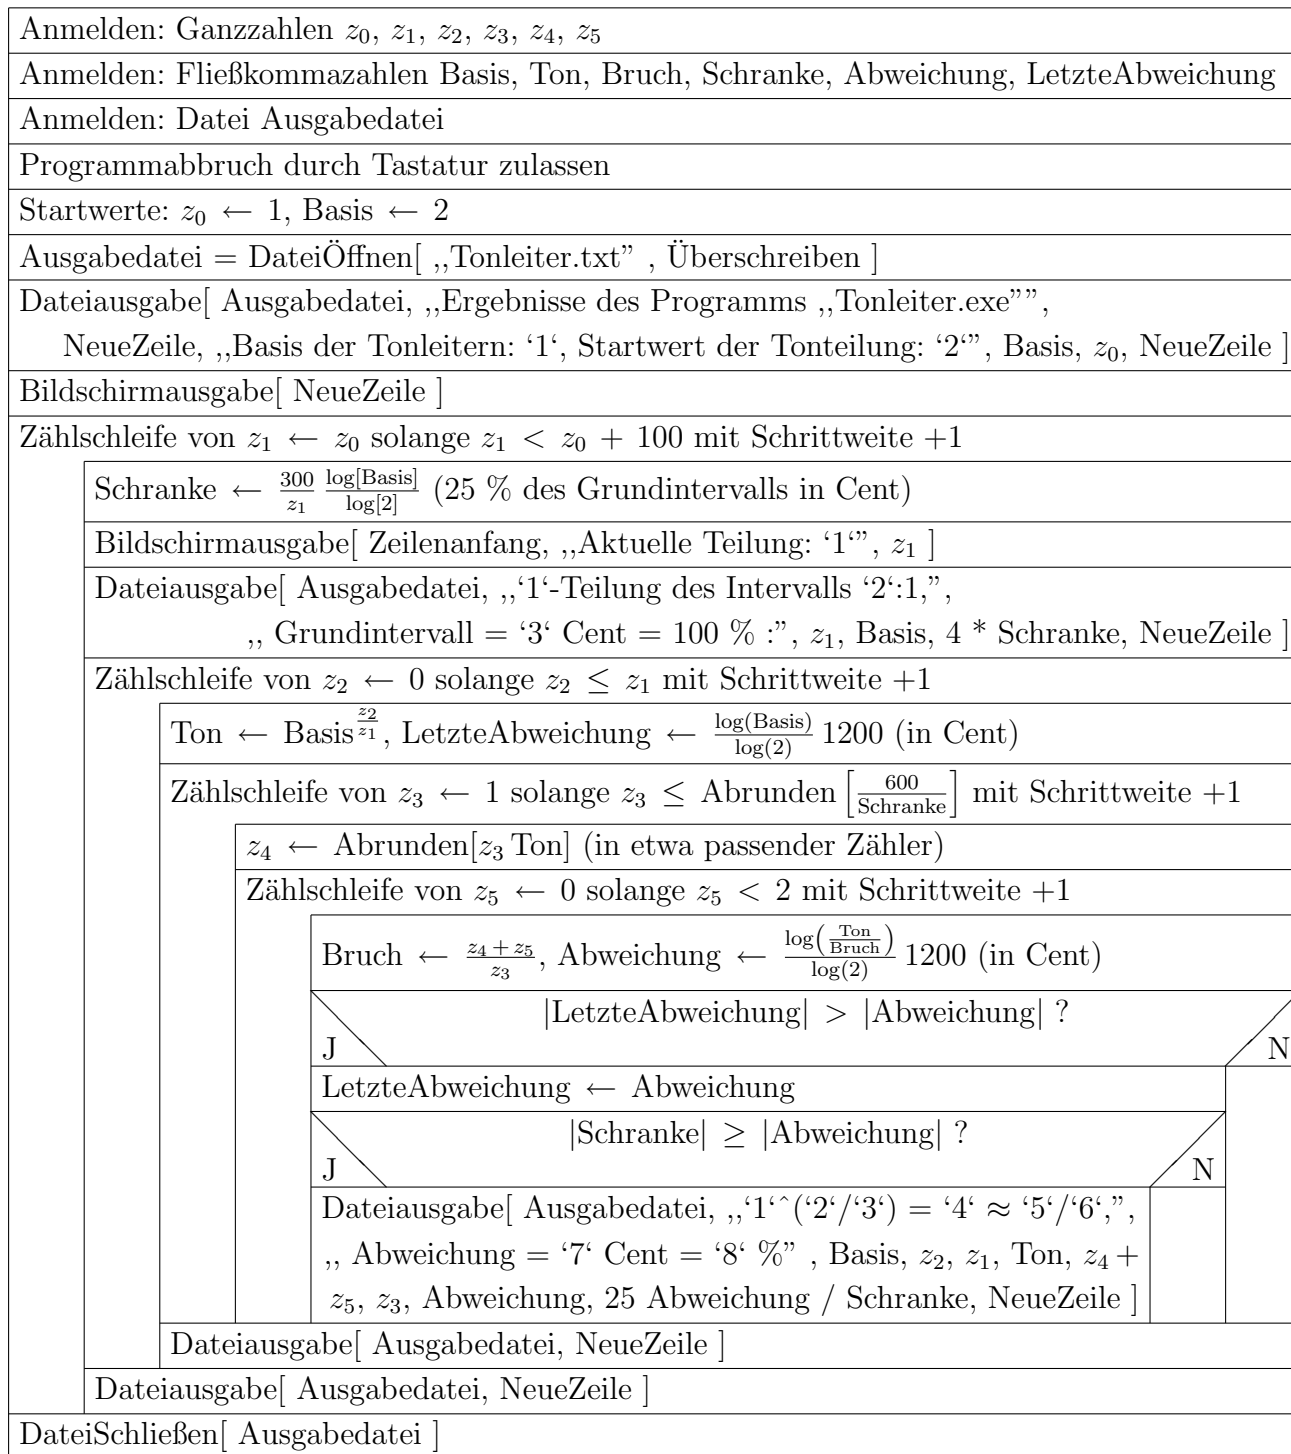 Anmelden: Ganzzahlen z₀, z₁, z₂, z₃, z₄, z₅
Anmelden: Fließkommazahlen Basis, Ton, Bruch, Schranke, Abweichung, LetzteAbweichung
Anmelden: Datei Ausgabedatei
Programmabbruch durch Tastatur zulassen
Startwerte: z₀ ← 1, Basis ← 2
Ausgabedatei = DateiÖffnen[ ,,Tonleiter.txt” , Überschreiben ]
Dateiausgabe[ Ausgabedatei, ,,Ergebnisse des Programms ,,Tonleiter.exe””,
NeueZeile, ,,Basis der Tonleitern: ‘1‘, Startwert der Tonteilung: ‘2‘”, Basis, z₀, NeueZeile ]
Bildschirmausgabe[ NeueZeile ]
Zählschleife von z₁ ← z₀ solange z₁ < z₀ + 100 mit Schrittweite +1
Schranke ← 300/z₁ log[Basis]/log[2] (25 % des Grundintervalls in Cent)
Bildschirmausgabe[ Zeilenanfang, ,,Aktuelle Teilung: ‘1‘”, z₁ ]
Dateiausgabe[ Ausgabedatei, ,,‘1‘-Teilung des Intervalls ‘2‘:1,”,
,, Grundintervall = ‘3‘ Cent = 100 % :”, z₁, Basis, 4 * Schranke, NeueZeile ]
Zählschleife von z₂ ← 0 solange z₂ ≤ z₁ mit Schrittweite +1
Ton ← Basis^(z₂/z₁), LetzteAbweichung ← log(Basis)/log(2) 1200 (in Cent)
Zählschleife von z₃ ← 1 solange z₃ ≤ Abrunden [600/Schranke] mit Schrittweite +1
z₄ ← Abrunden[z₃ Ton] (in etwa passender Zähler)
Zählschleife von z₅ ← 0 solange z₅ < 2 mit Schrittweite +1
Bruch ← (z₄ + z₅)/z₃, Abweichung ← log(Ton/Bruch)/log(2) 1200 (in Cent)
|LetzteAbweichung| > |Abweichung| ?
J N
LetzteAbweichung ← Abweichung
|Schranke| ≥ |Abweichung| ?
J N
Dateiausgabe[ Ausgabedatei, ,,‘1‘ˆ(‘2‘/‘3‘) = ‘4‘ ≈ ‘5‘/‘6‘,”,
,, Abweichung = ‘7‘ Cent = ‘8‘ %” , Basis, z₂, z₁, Ton, z₄ +
z₅, z₃, Abweichung, 25 Abweichung / Schranke, NeueZeile ]
Dateiausgabe[ Ausgabedatei, NeueZeile ]
Dateiausgabe[ Ausgabedatei, NeueZeile ]
DateiSchließen[ Ausgabedatei ]